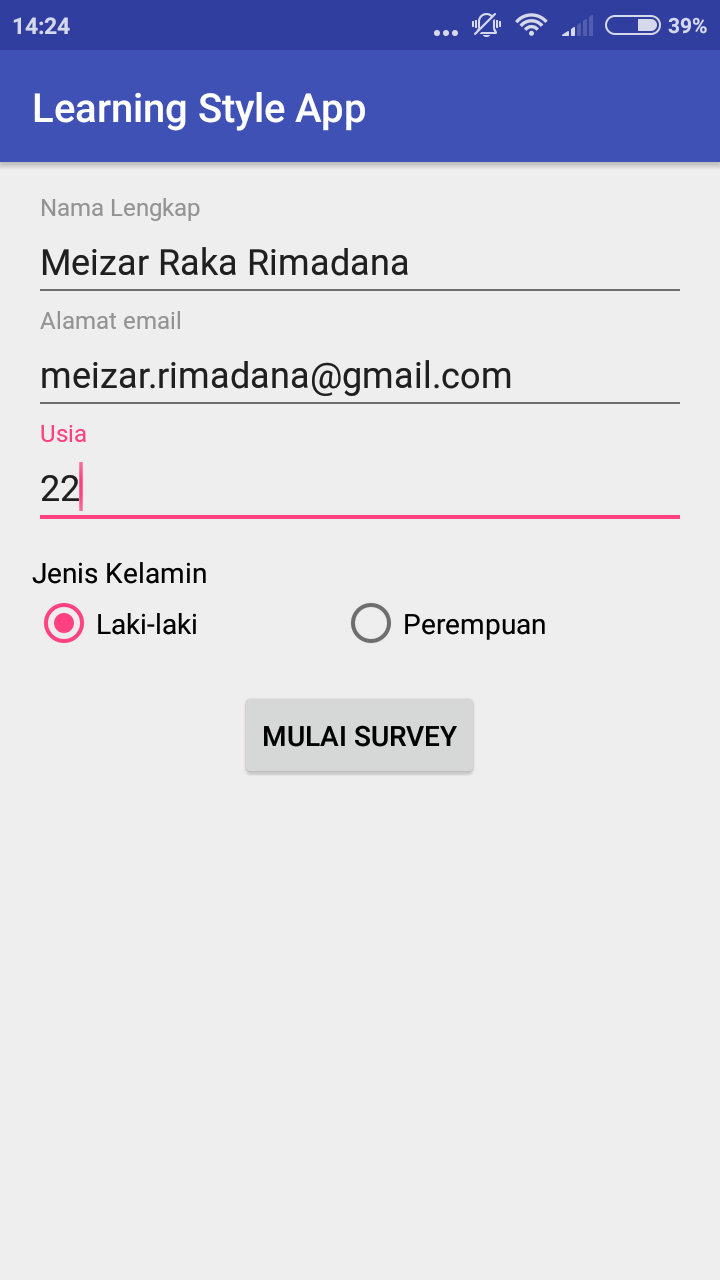 14:24
39%
Learning Style App
Nama Lengkap
Meizar Raka Rimadana
Alamat email
meizar.rimadana@gmail.com
Usia
22
Jenis Kelamin
Laki-laki
Perempuan
MULAI SURVEY